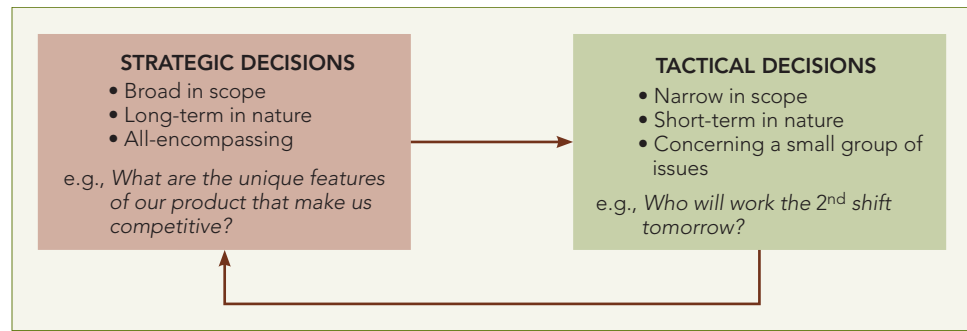 STRATEGIC DECISIONS
• Broad in scope
• Long-term in nature
• All-encompassing
e.g., What are the unique features
of our product that make us
competitive?
TACTICAL DECISIONS
• Narrow in scope
• Short-term in nature
• Concerning a small group of
issues
e.g., Who will work the 2nd shift
tomorrow?